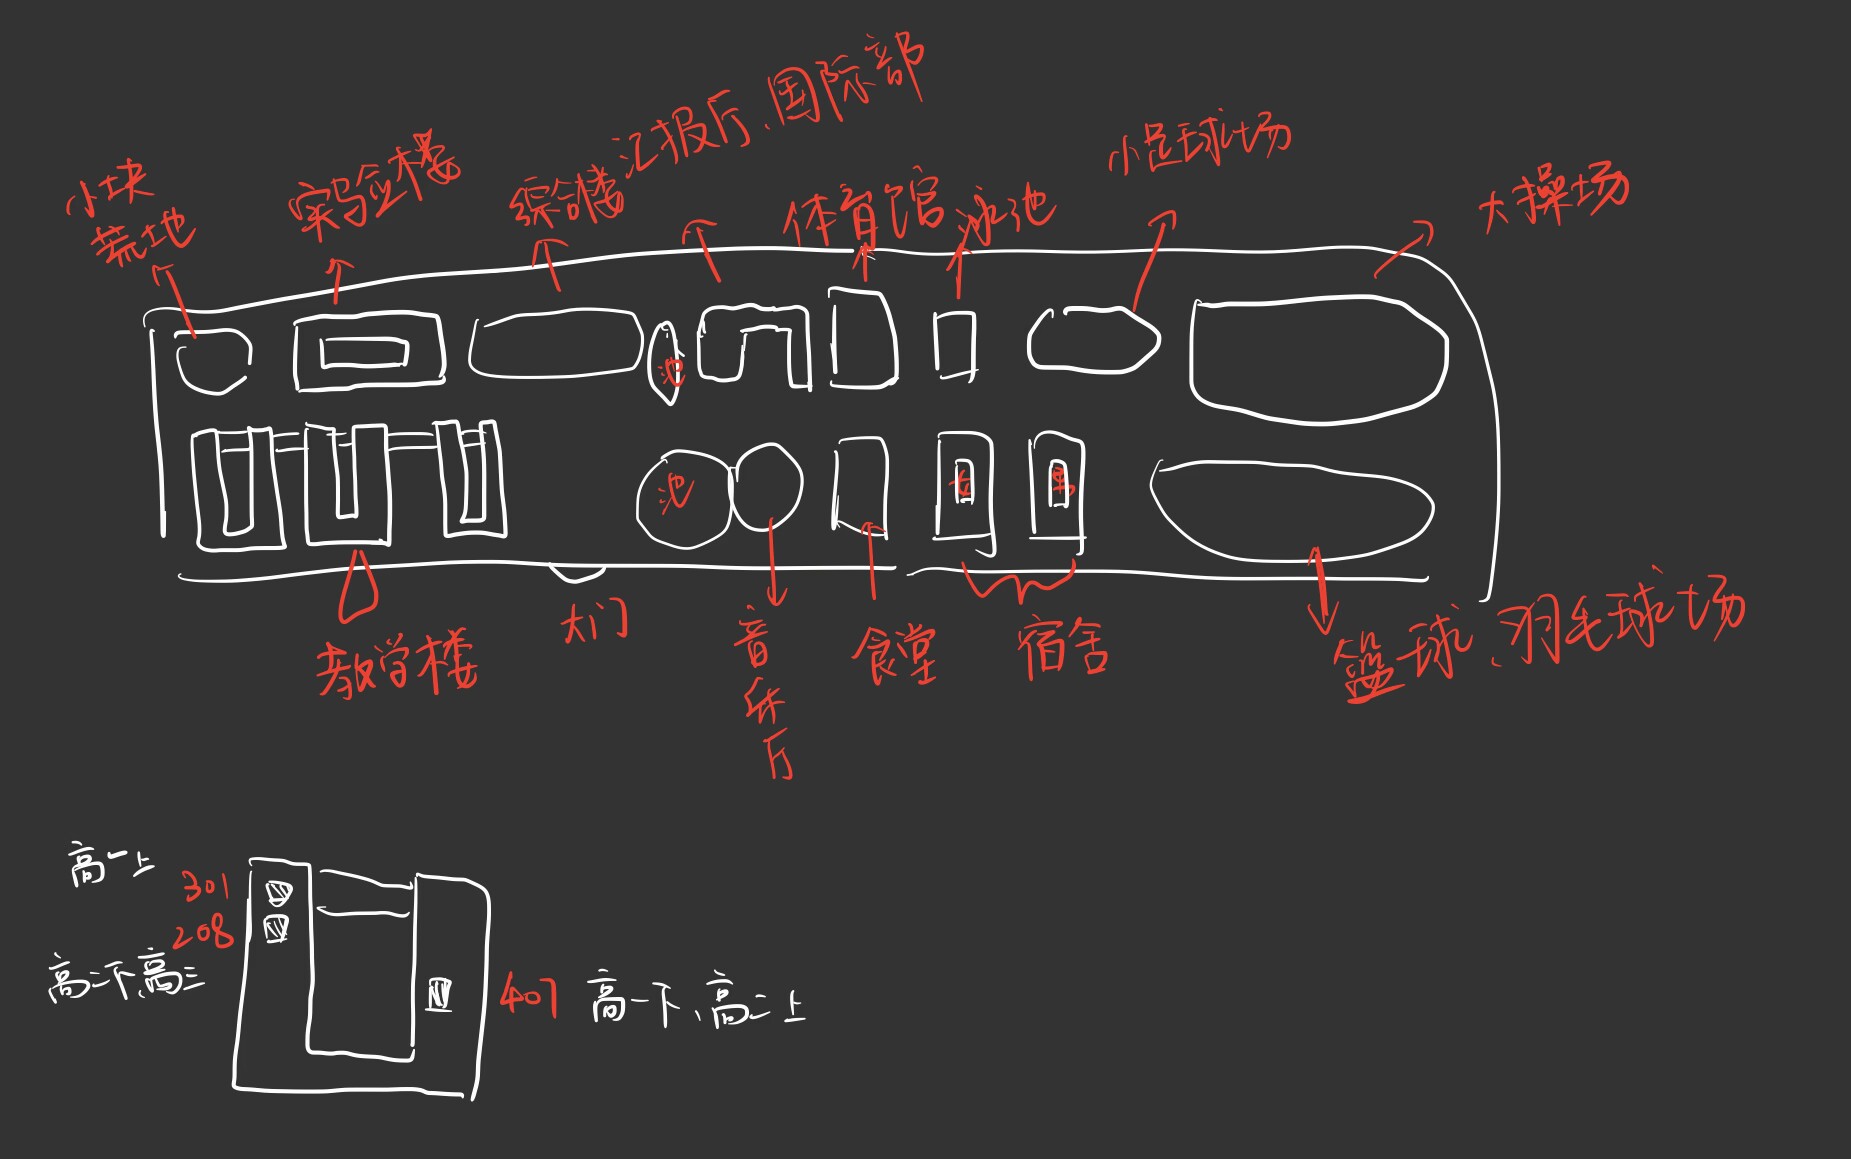 小块
荒地
实验楼
综合楼
汇报厅、国际部
体育馆
泳池
小足球场
大操场
池
池
女
男
教学楼
大门
音乐厅
食堂
宿舍
篮球、羽毛球场
高一上
301
208
高二下、高三
407
高一下、高二上